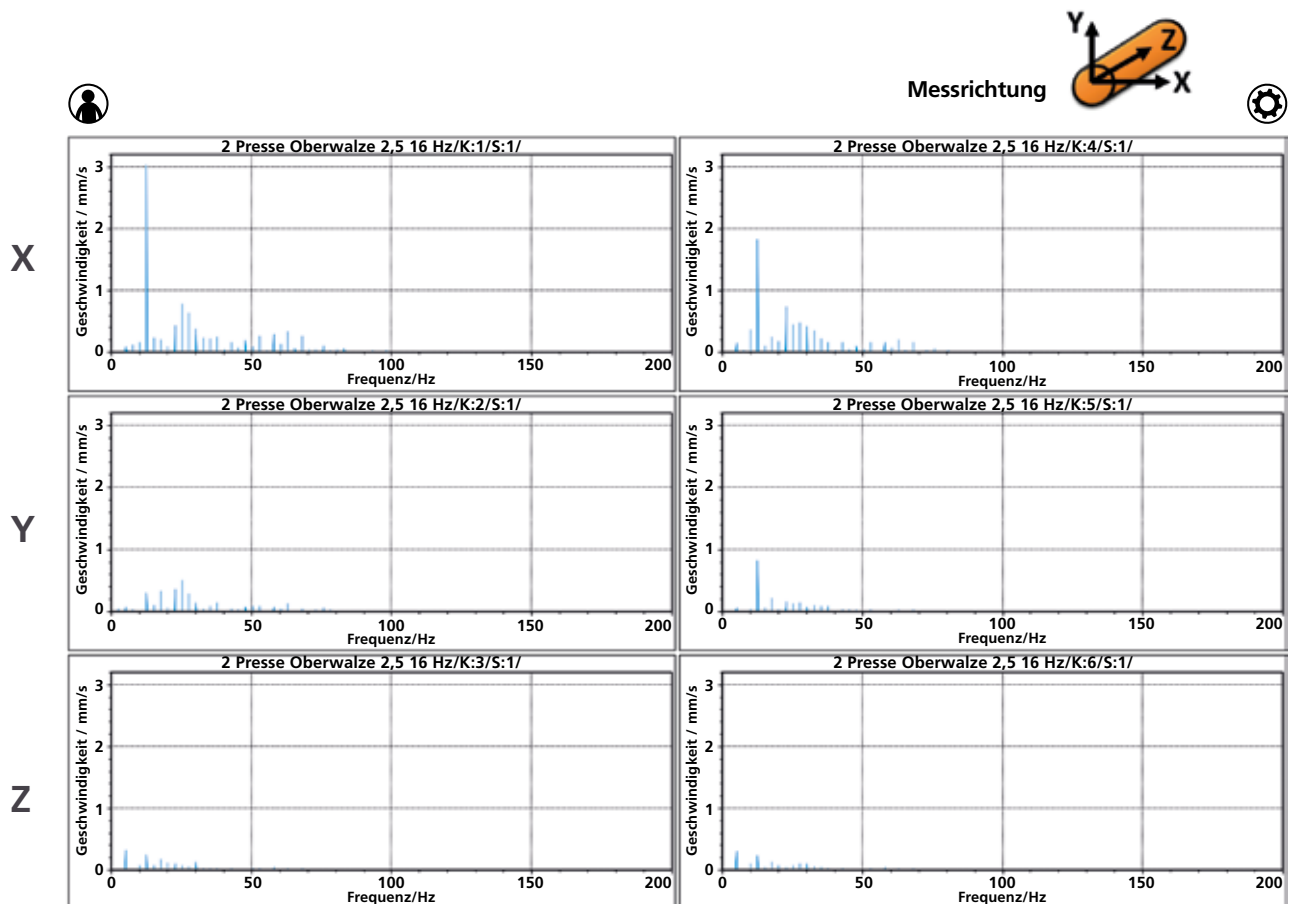 Y
Z
Messrichtung
X
2 Presse Oberwalze 2,5 16 Hz/K:1/S:1/
Geschwindigkeit / mm/s
3
2
1
0
0 50 100 150 200
Frequenz/Hz
2 Presse Oberwalze 2,5 16 Hz/K:4/S:1/
Geschwindigkeit / mm/s
3
2
1
0
0 50 100 150 200
Frequenz/Hz
X
2 Presse Oberwalze 2,5 16 Hz/K:2/S:1/
Geschwindigkeit / mm/s
3
2
1
0
0 50 100 150 200
Frequenz/Hz
2 Presse Oberwalze 2,5 16 Hz/K:5/S:1/
Geschwindigkeit / mm/s
3
2
1
0
0 50 100 150 200
Frequenz/Hz
Y
2 Presse Oberwalze 2,5 16 Hz/K:3/S:1/
Geschwindigkeit / mm/s
3
2
1
0
0 50 100 150 200
Frequenz/Hz
2 Presse Oberwalze 2,5 16 Hz/K:6/S:1/
Geschwindigkeit / mm/s
3
2
1
0
0 50 100 150 200
Frequenz/Hz
Z